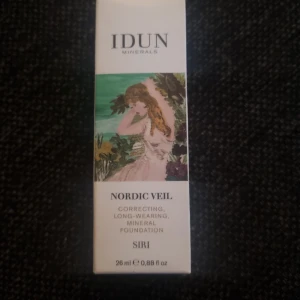 IDUN
MINERALS
NORDIC VEIL
CORRECTING,
LONG-WEARING,
MINERAL
FOUNDATION
SIRI
26 ml ℮ 0.88 fl oz